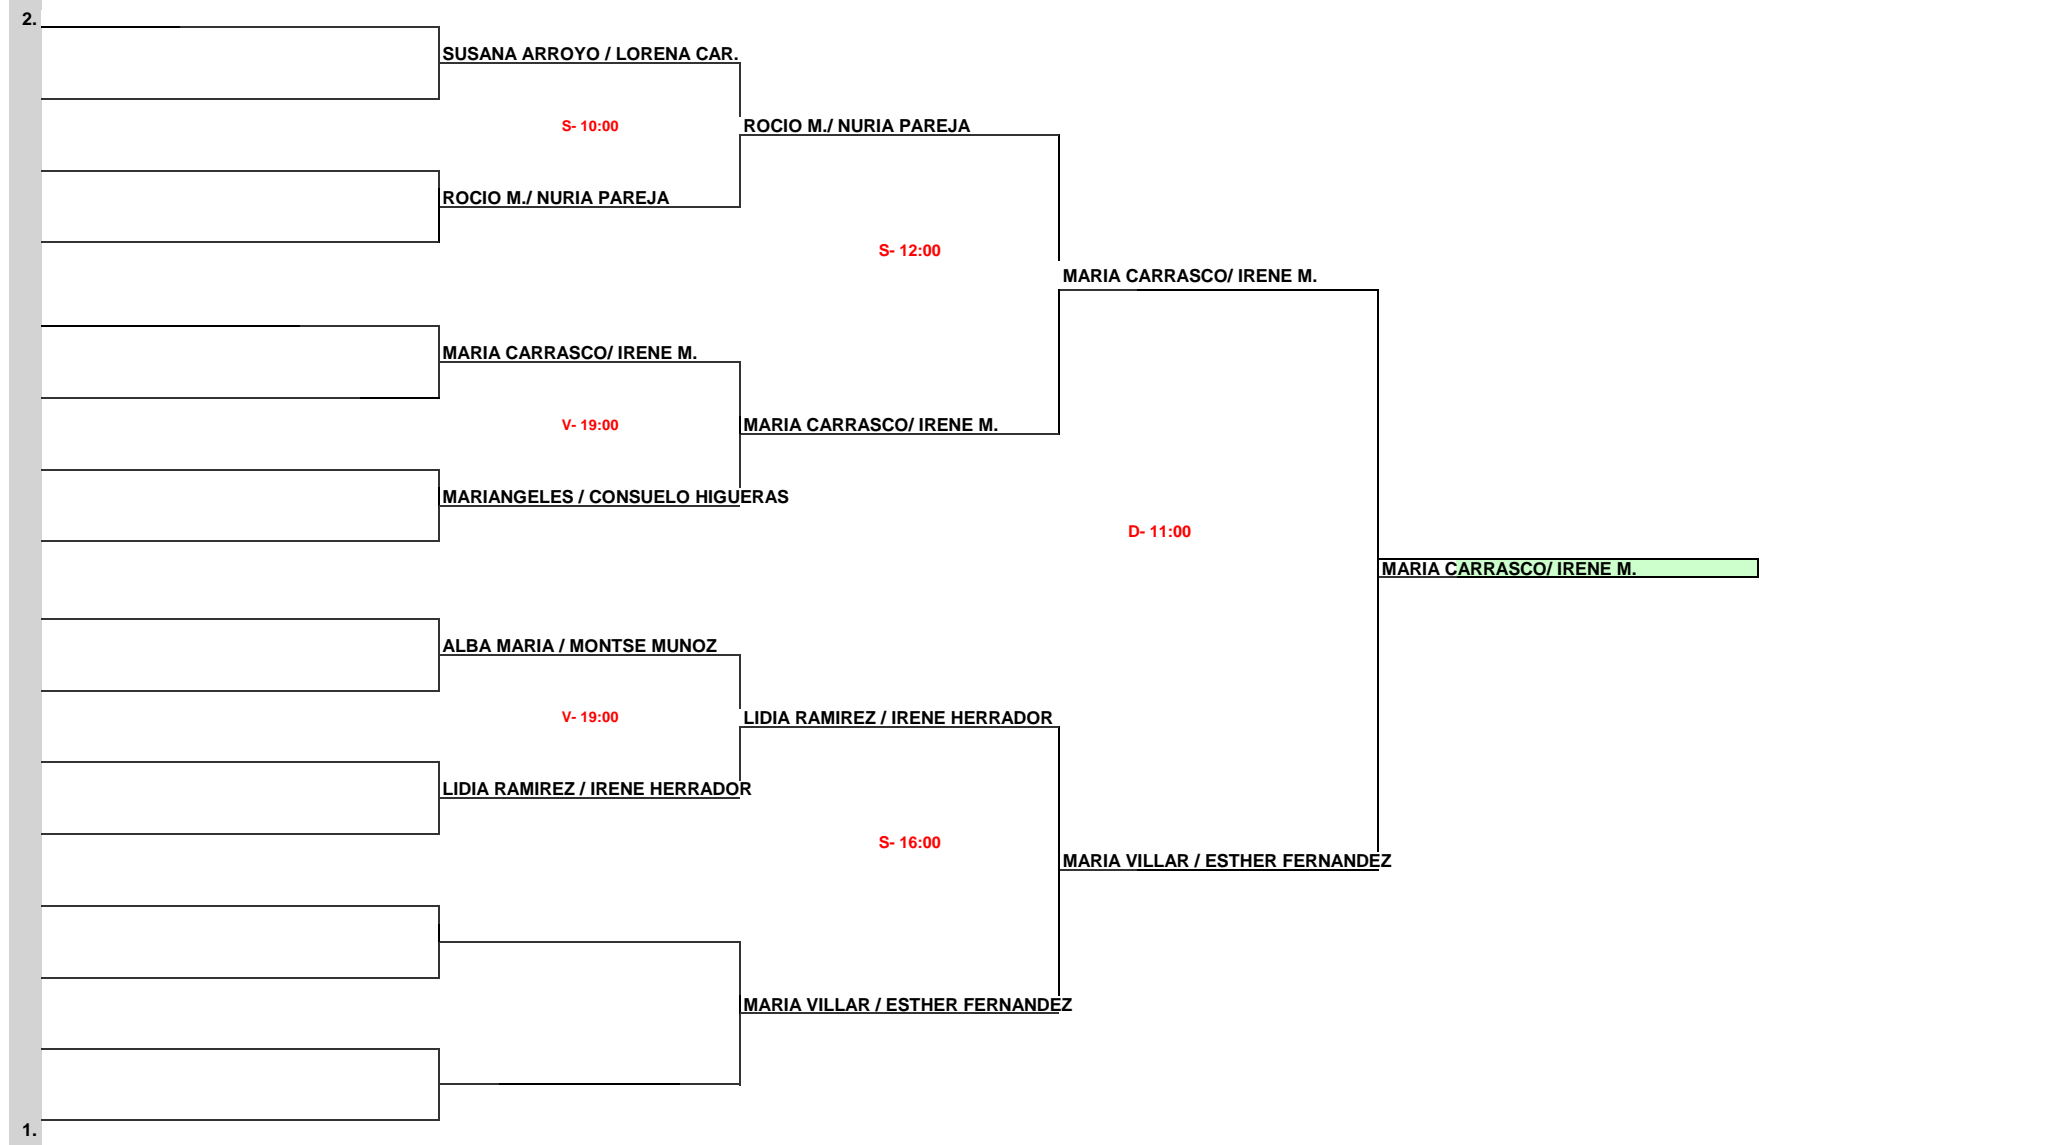 2.
SUSANA ARROYO / LORENA CAR.
S- 10:00
ROCIO M./ NURIA PAREJA
ROCIO M./ NURIA PAREJA
S- 12:00
MARIA CARRASCO/ IRENE M.
MARIA CARRASCO/ IRENE M.
V- 19:00
MARIA CARRASCO/ IRENE M.
MARIANGELES / CONSUELO HIGUERAS
D- 11:00
MARIA CARRASCO/ IRENE M.
ALBA MARIA / MONTSE MUNOZ
V- 19:00
LIDIA RAMIREZ / IRENE HERRADOR
LIDIA RAMIREZ / IRENE HERRADOR
S- 16:00
MARIA VILLAR / ESTHER FERNANDEZ
MARIA VILLAR / ESTHER FERNANDEZ
1.